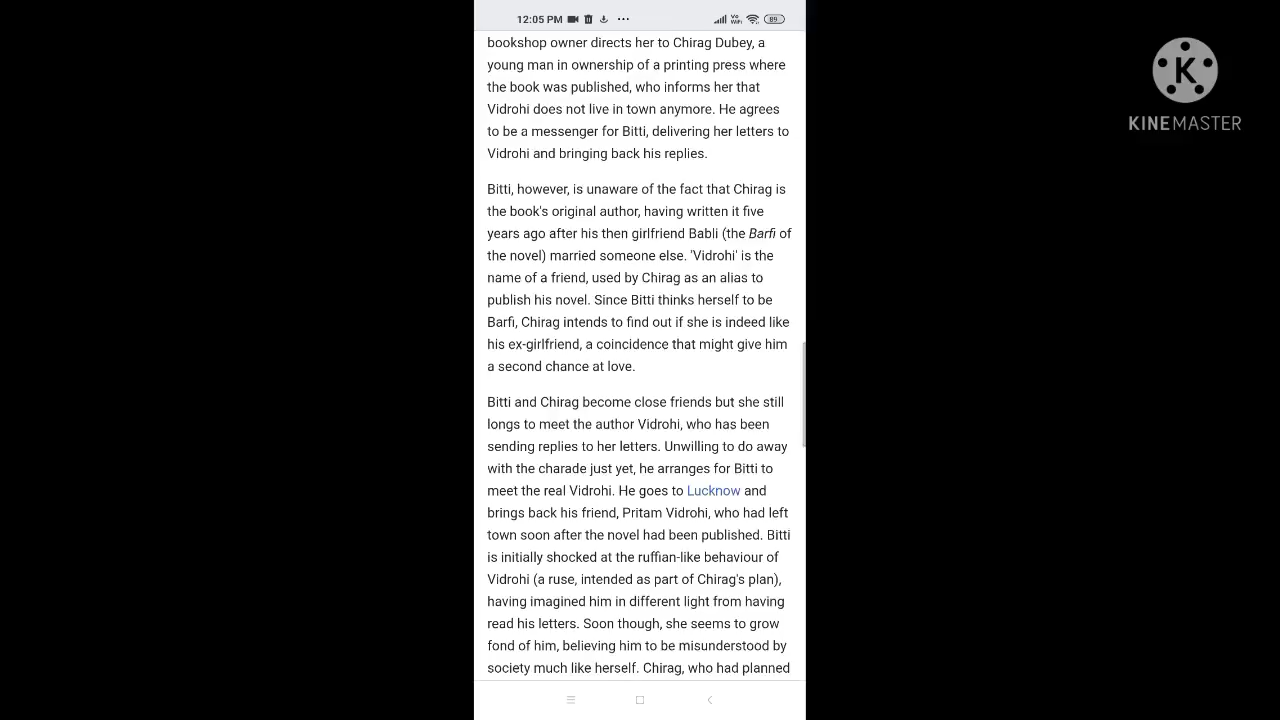 12:05 PM
Vo
WiFi
89
K
KINEMASTER
bookshop owner directs her to Chirag Dubey, a
young man in ownership of a printing press where
the book was published, who informs her that
Vidrohi does not live in town anymore. He agrees
to be a messenger for Bitti, delivering her letters to
Vidrohi and bringing back his replies.
Bitti, however, is unaware of the fact that Chirag is
the book's original author, having written it five
years ago after his then girlfriend Babli (the Barfi of
the novel) married someone else. 'Vidrohi' is the
name of a friend, used by Chirag as an alias to
publish his novel. Since Bitti thinks herself to be
Barfi, Chirag intends to find out if she is indeed like
his ex-girlfriend, a coincidence that might give him
a second chance at love.
Bitti and Chirag become close friends but she still
longs to meet the author Vidrohi, who has been
sending replies to her letters. Unwilling to do away
with the charade just yet, he arranges for Bitti to
meet the real Vidrohi. He goes to Lucknow and
brings back his friend, Pritam Vidrohi, who had left
town soon after the novel had been published. Bitti
is initially shocked at the ruffian-like behaviour of
Vidrohi (a ruse, intended as part of Chirag's plan),
having imagined him in different light from having
read his letters. Soon though, she seems to grow
fond of him, believing him to be misunderstood by
society much like herself. Chirag, who had planned